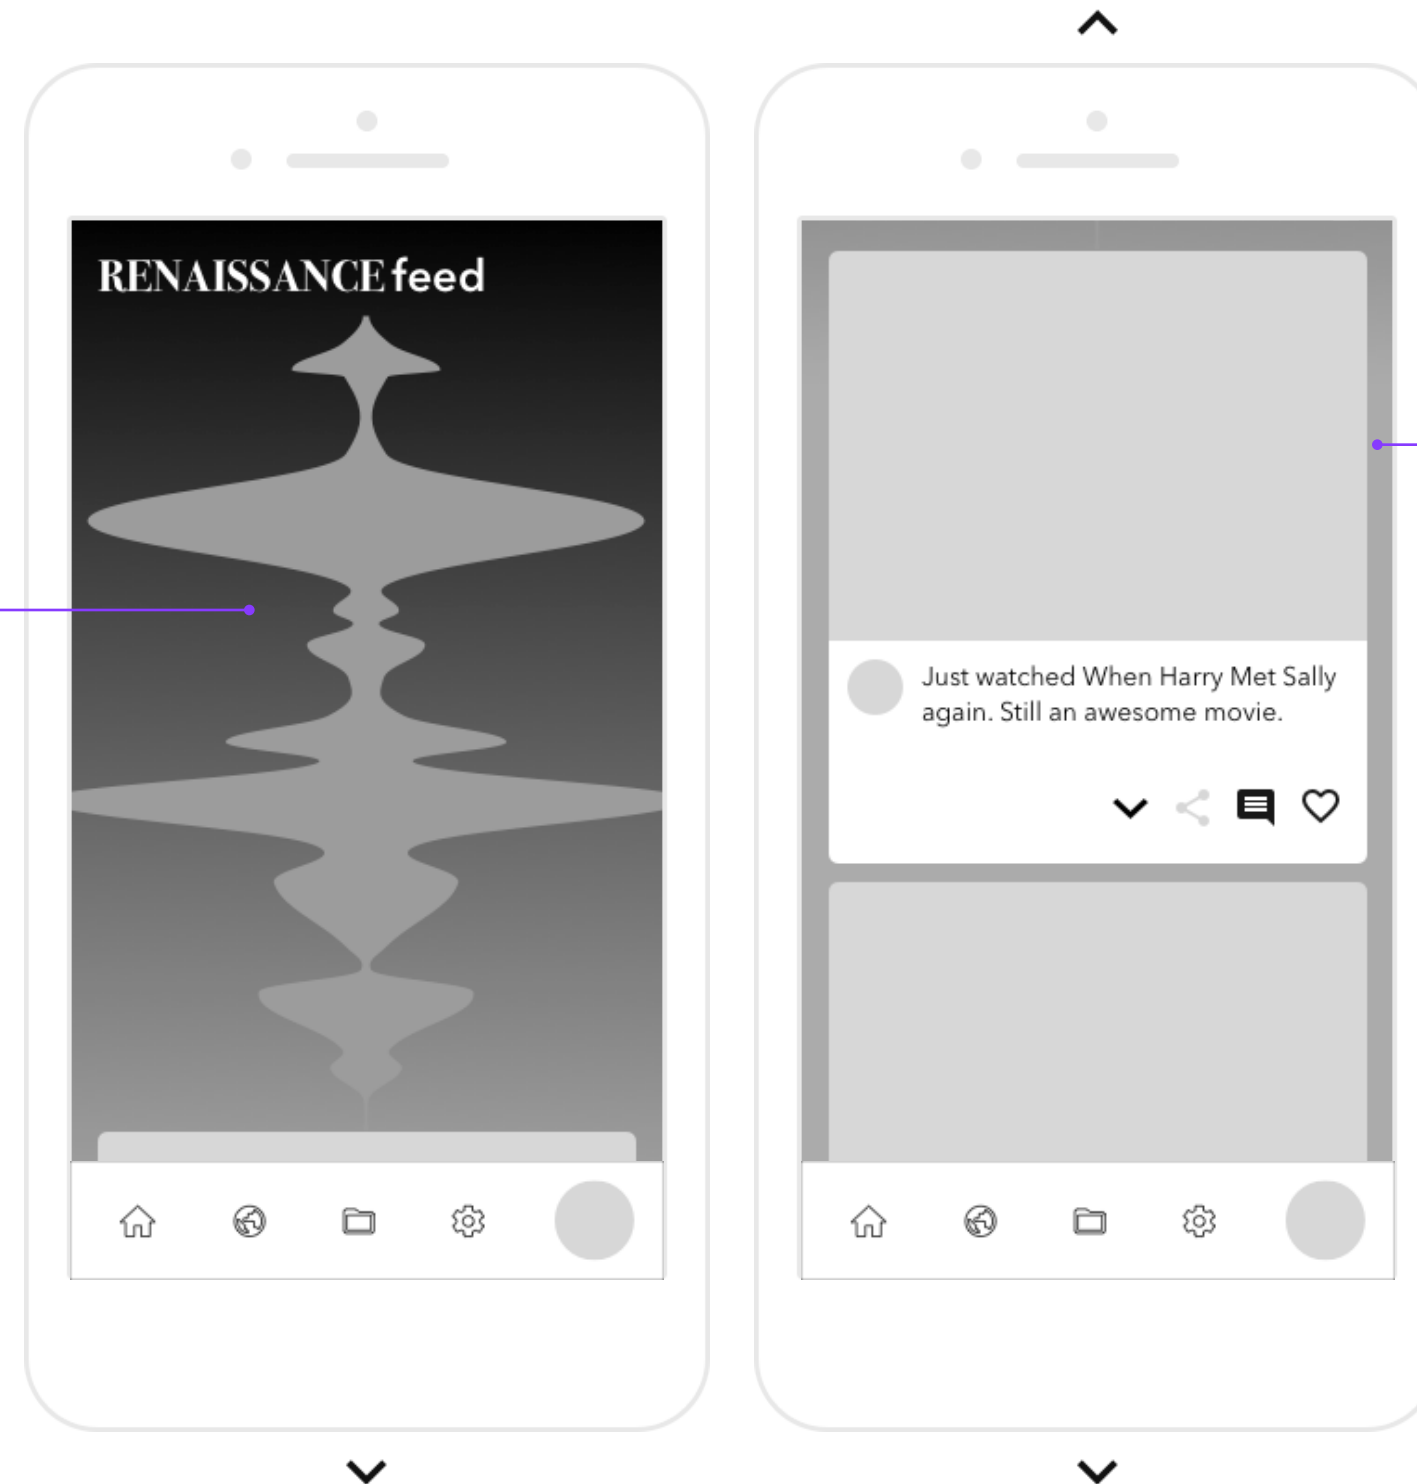 RENAISSANCE feed
Just watched When Harry Met Sally
again. Still an awesome movie.